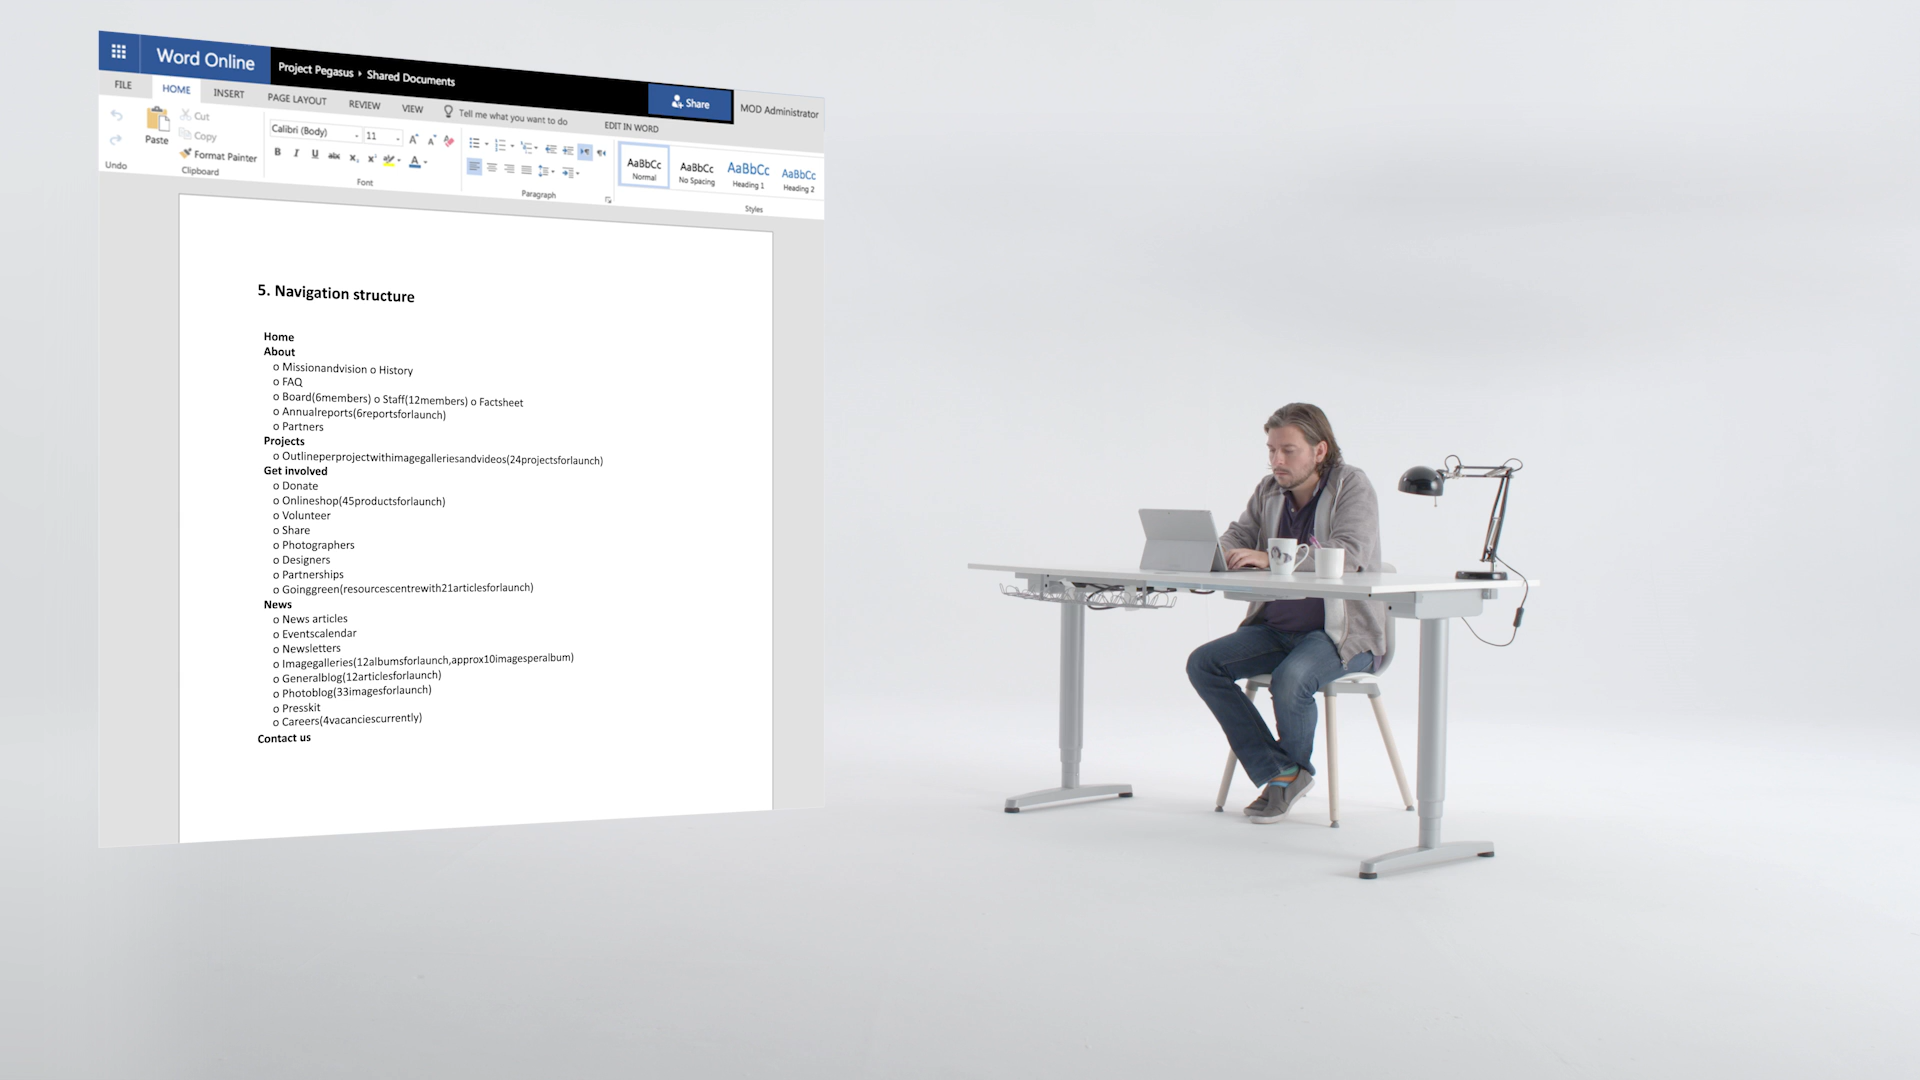 Word Online
Project Pegasus ▸ Shared Documents
Share
MOD Administrator
FILE
HOME
INSERT
PAGE LAYOUT
REVIEW
VIEW
Tell me what you want to do
EDIT IN WORD
Undo
Paste
Cut
Copy
Format Painter
Clipboard
Calibri (Body)
11
B I U abc x₂ x² ab A
Font
Paragraph
AaBbCc
Normal
AaBbCc
No Spacing
AaBbCc
Heading 1
AaBbCc
Heading 2
Styles
5. Navigation structure
Home
About
o Missionandvision o History
o FAQ
o Board(6members) o Staff(12members) o Factsheet
o Annualreports(6reportsforlaunch)
o Partners
Projects
o Outlineperprojectwithimagegalleriesandvideos(24projectsforlaunch)
Get involved
o Donate
o Onlineshop(45productsforlaunch)
o Volunteer
o Share
o Photographers
o Designers
o Partnerships
o Goinggreen(resourcescentrewith21articlesforlaunch)
News
o News articles
o Eventscalendar
o Newsletters
o Imagegalleries(12albumsforlaunch,approx10imagesperalbum)
o Generalblog(12articlesforlaunch)
o Photoblog(33imagesforlaunch)
o Presskit
o Careers(4vacanciescurrently)
Contact us